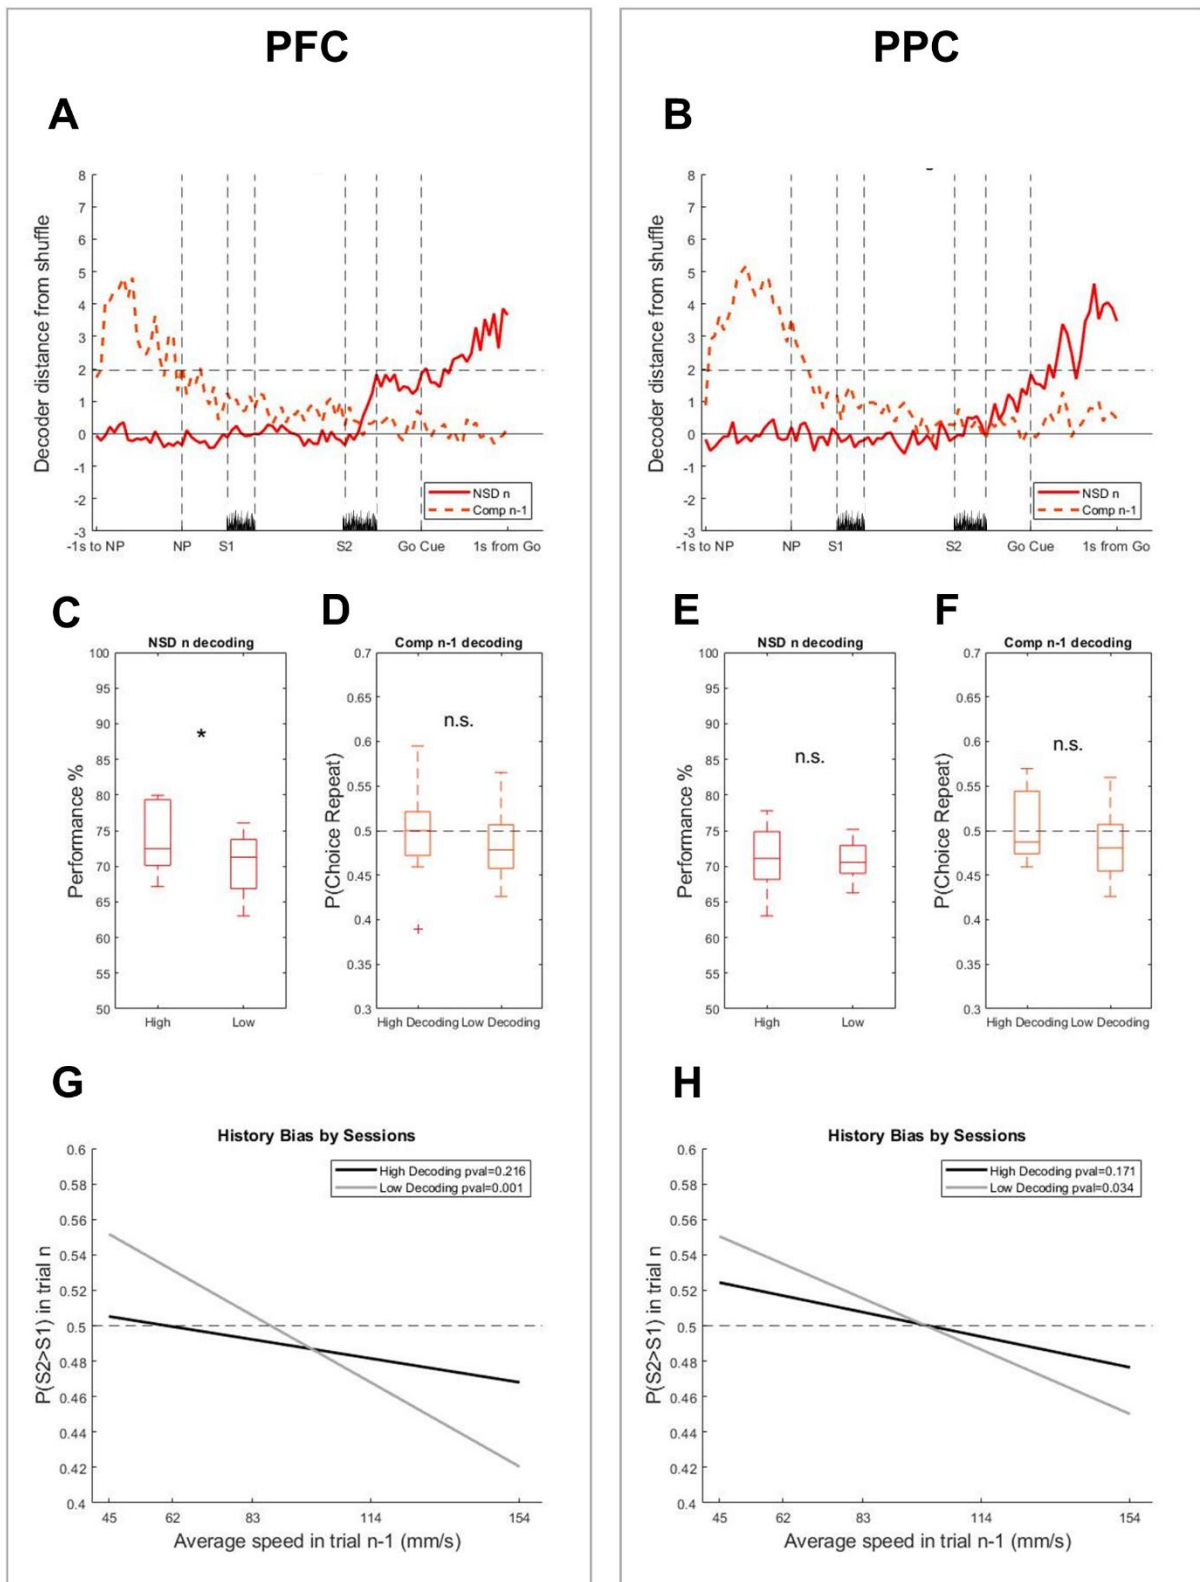 PFC
PPC
A
B
Decoder distance from shuffle
8
7
6
5
4
3
2
1
0
-1
-2
-3
NSD n
Comp n-1
-1s to NP NP S1 S2 Go Cue 1s from Go
Decoder distance from shuffle
8
7
6
5
4
3
2
1
0
-1
-2
-3
NSD n
Comp n-1
-1s to NP NP S1 S2 Go Cue 1s from Go
C
NSD n decoding
Performance %
100
95
90
85
80
75
70
65
60
55
50
*
High Low
D
Comp n-1 decoding
P(Choice Repeat)
0.7
0.65
0.6
0.55
0.5
0.45
0.4
0.35
0.3
n.s.
High Decoding Low Decoding
E
NSD n decoding
Performance %
100
95
90
85
80
75
70
65
60
55
50
n.s.
High Low
F
Comp n-1 decoding
P(Choice Repeat)
0.7
0.65
0.6
0.55
0.5
0.45
0.4
0.35
0.3
n.s.
High Decoding Low Decoding
G
History Bias by Sessions
P(S2>S1) in trial n
0.6
0.58
0.56
0.54
0.52
0.5
0.48
0.46
0.44
0.42
0.4
High Decoding pval=0.216
Low Decoding pval=0.001
45 62 83 114 154
Average speed in trial n-1 (mm/s)
H
History Bias by Sessions
P(S2>S1) in trial n
0.6
0.58
0.56
0.54
0.52
0.5
0.48
0.46
0.44
0.42
0.4
High Decoding pval=0.171
Low Decoding pval=0.034
45 62 83 114 154
Average speed in trial n-1 (mm/s)